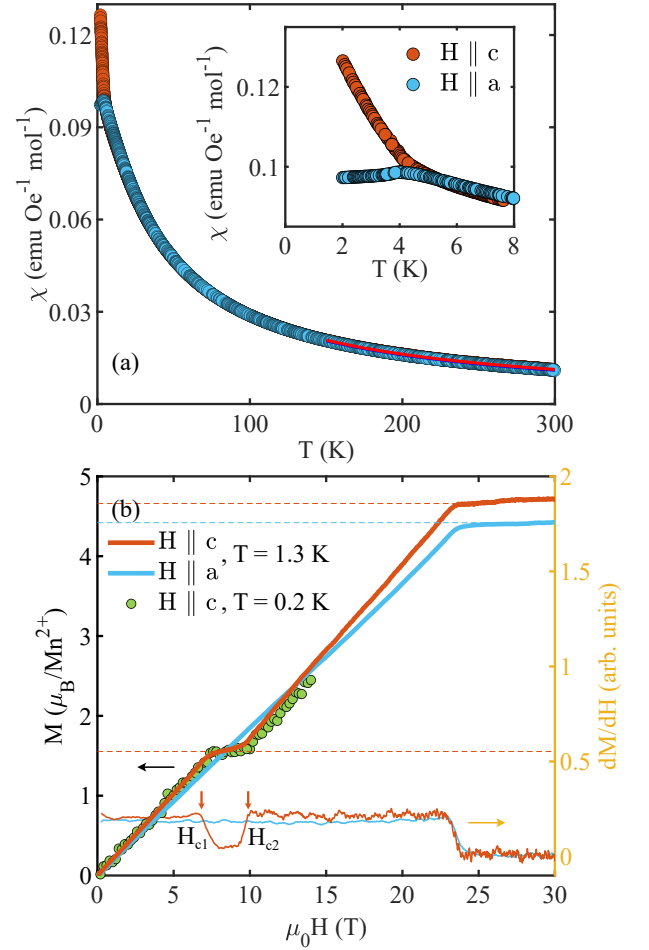 0.12
0.09
0.06
0.03
0
χ (emu Oe⁻¹ mol⁻¹)
(a)
0
100
200
300
T (K)
0.12
0.1
χ (emu Oe⁻¹ mol⁻¹)
H ∥ c
H ∥ a
0
2
4
6
8
T (K)
5
4
3
2
1
0
M (μ_B/Mn²⁺)
(b)
H ∥ c
H ∥ a , T = 1.3 K
H ∥ c , T = 0.2 K
H_c1
H_c2
2
1.5
1
0.5
0
dM/dH (arb. units)
0
5
10
15
20
25
30
μ₀H (T)